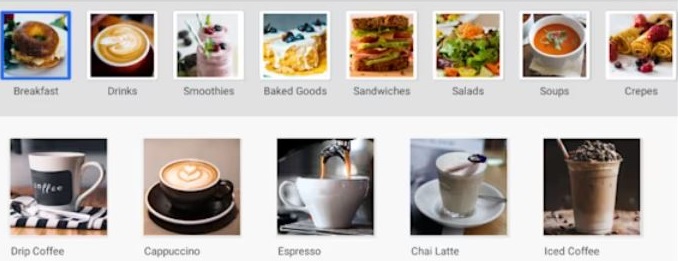 Breakfast
Drinks
Smoothies
Baked Goods
Sandwiches
Salads
Soups
Crepes
coffee
Drip Coffee
Cappuccino
Espresso
Chai Latte
Iced Coffee